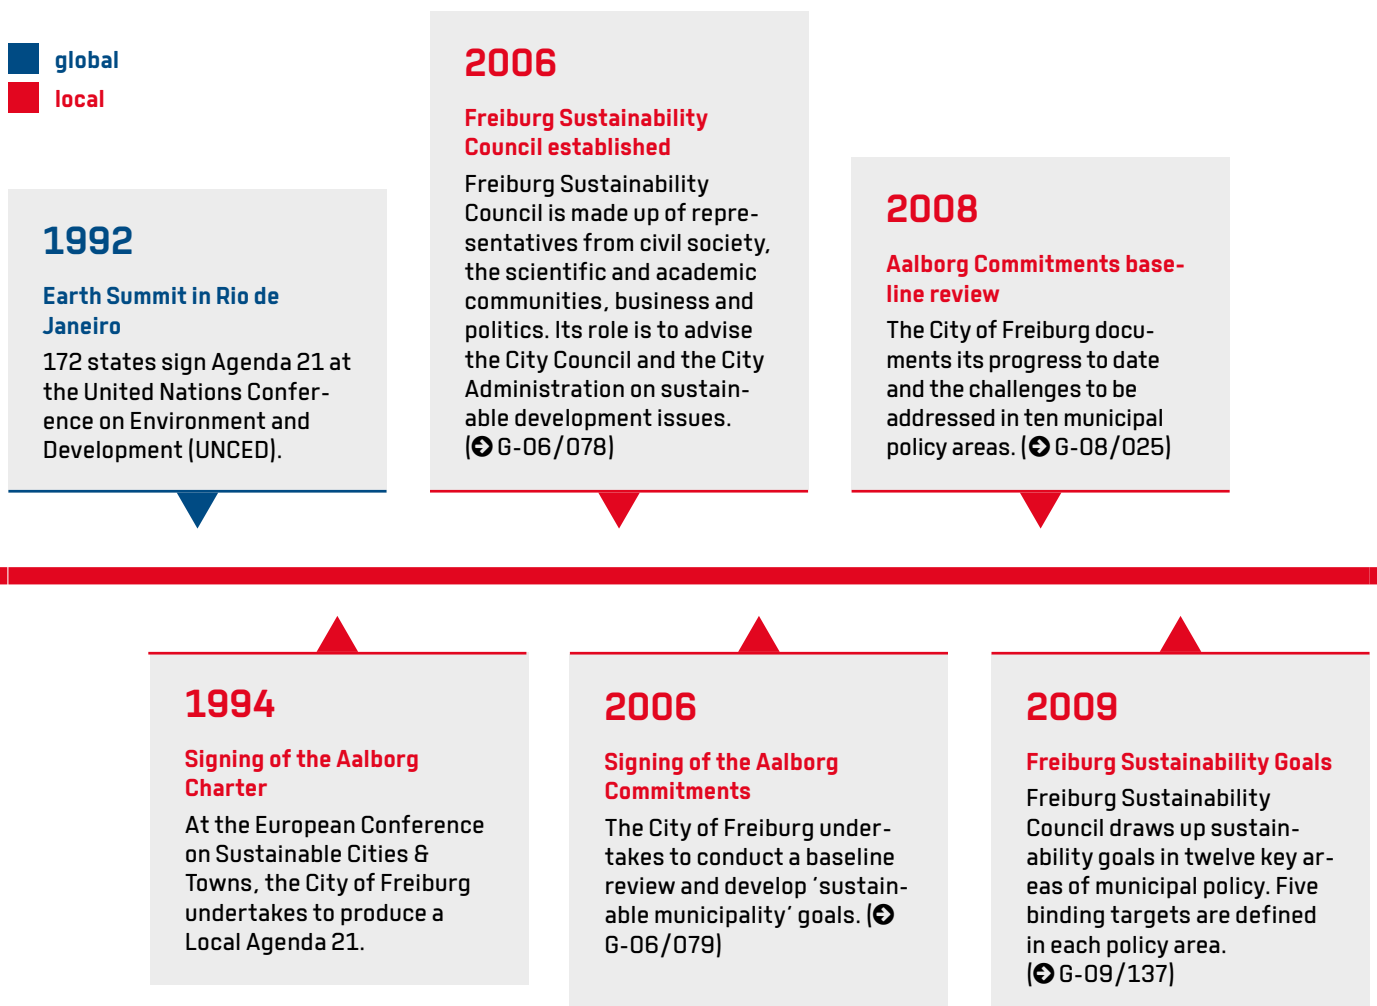 global
local
1992
Earth Summit in Rio de
Janeiro
172 states sign Agenda 21 at
the United Nations Confer-
ence on Environment and
Development (UNCED).
2006
Freiburg Sustainability
Council established
Freiburg Sustainability
Council is made up of repre-
sentatives from civil society,
the scientific and academic
communities, business and
politics. Its role is to advise
the City Council and the City
Administration on sustain-
able development issues.
(➲ G-06/078)
2008
Aalborg Commitments base-
line review
The City of Freiburg docu-
ments its progress to date
and the challenges to be
addressed in ten municipal
policy areas. (➲ G-08/025)
1994
Signing of the Aalborg
Charter
At the European Conference
on Sustainable Cities &
Towns, the City of Freiburg
undertakes to produce a
Local Agenda 21.
2006
Signing of the Aalborg
Commitments
The City of Freiburg under-
takes to conduct a baseline
review and develop ‘sustain-
able municipality’ goals. (➲
G-06/079)
2009
Freiburg Sustainability Goals
Freiburg Sustainability
Council draws up sustain-
ability goals in twelve key ar-
eas of municipal policy. Five
binding targets are defined
in each policy area.
(➲ G-09/137)